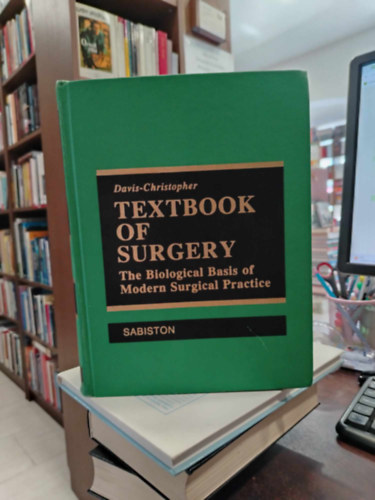 Davis-Christopher
TEXTBOOK
OF
SURGERY
The Biological Basis of
Modern Surgical Practice
SABISTON